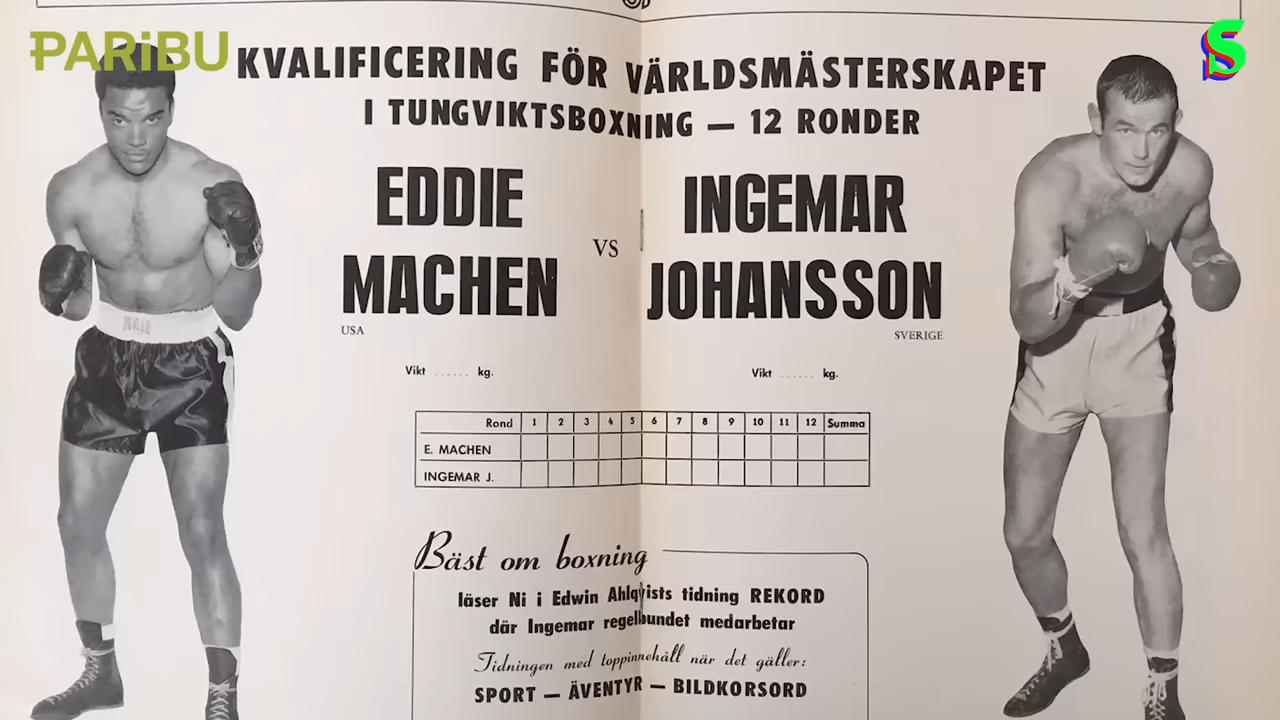 PARiBU
S
KVALIFICERING FÖR VÄRLDSMÄSTERSKAPET
I TUNGVIKTSBOXNING — 12 RONDER
EDDIE MACHEN
USA
VS
INGEMAR JOHANSSON
SVERIGE
Vikt ...... kg.
Vikt ...... kg.
Rond 1 2 3 4 5 6 7 8 9 10 11 12 Summa
E. MACHEN
INGEMAR J.
Bäst om boxning
läser Ni i Edwin Ahlqvists tidning REKORD
där Ingemar regelbundet medarbetar
Tidningen med toppinnehåll när det gäller:
SPORT — ÄVENTYR — BILDKORSORD